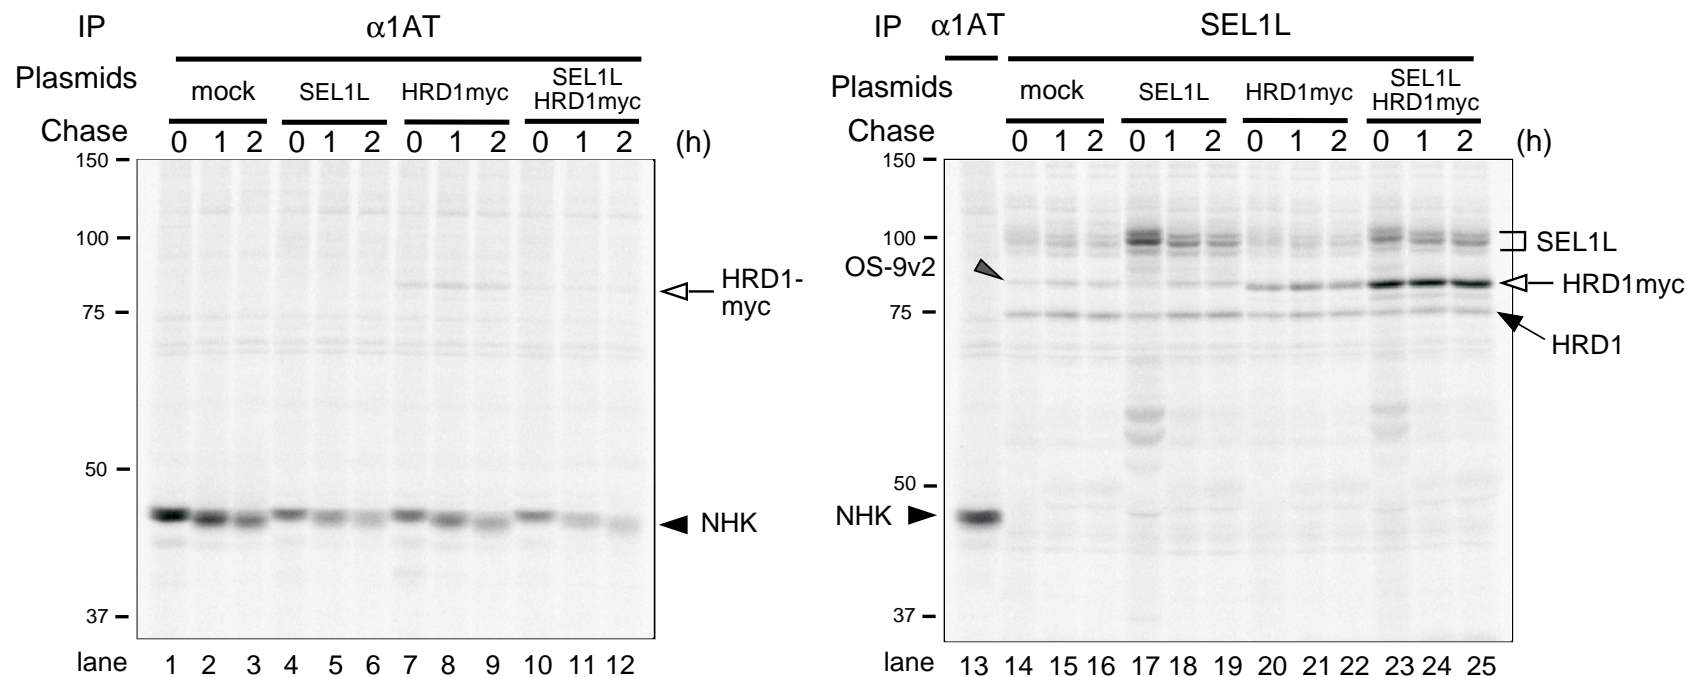 IP α1AT
Plasmids mock SEL1L HRD1myc SEL1L
HRD1myc
Chase 0 1 2 0 1 2 0 1 2 0 1 2 (h)
150
100
75
50
37
HRD1-
myc
NHK
lane 1 2 3 4 5 6 7 8 9 10 11 12
IP α1AT SEL1L
Plasmids mock SEL1L HRD1myc SEL1L
HRD1myc
Chase 0 1 2 0 1 2 0 1 2 0 1 2 (h)
150
100 SEL1L
OS-9v2
HRD1myc
75
HRD1
50
NHK
37
lane 13 14 15 16 17 18 19 20 21 22 23 24 25